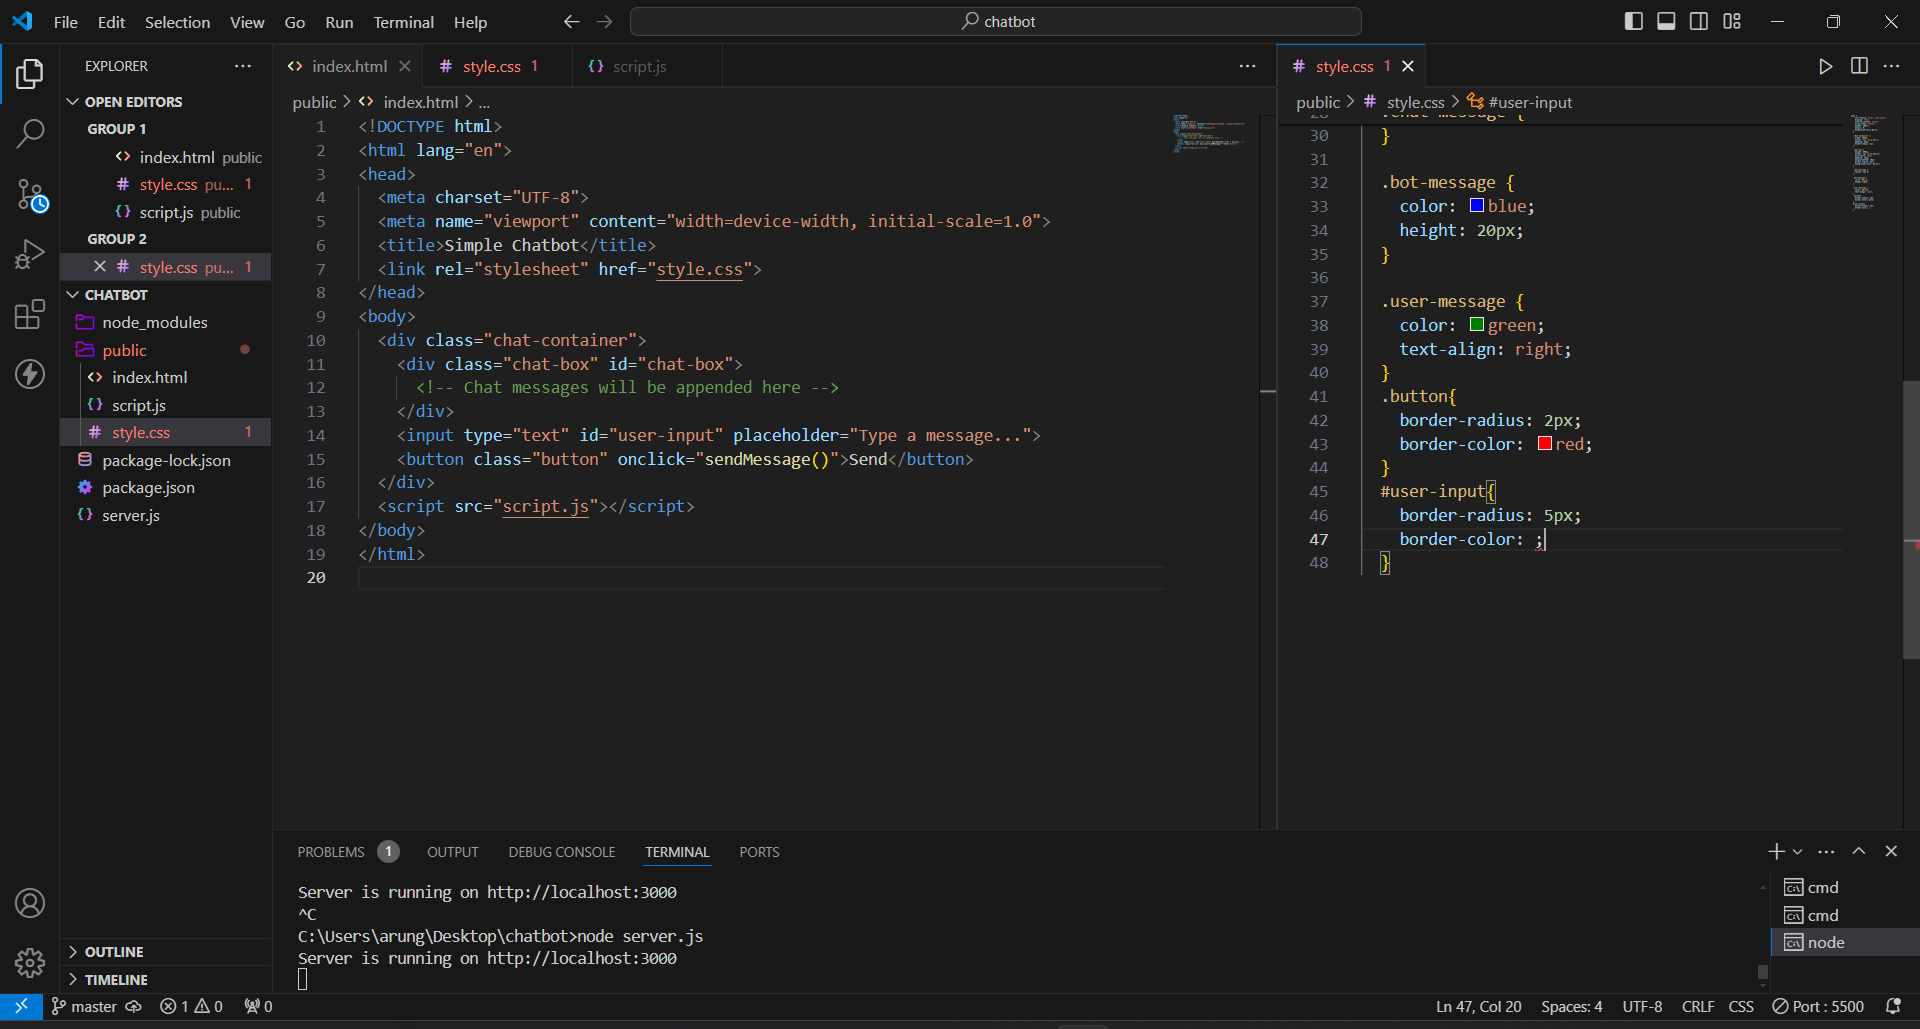 File Edit Selection View Go Run Terminal Help
chatbot
EXPLORER
OPEN EDITORS
GROUP 1
index.html public
style.css pu... 1
script.js public
GROUP 2
style.css pu... 1
CHATBOT
node_modules
public
index.html
script.js
style.css 1
package-lock.json
package.json
server.js
OUTLINE
TIMELINE
index.html
style.css 1
script.js
public > index.html > ...
1 <!DOCTYPE html>
2 <html lang="en">
3 <head>
4 <meta charset="UTF-8">
5 <meta name="viewport" content="width=device-width, initial-scale=1.0">
6 <title>Simple Chatbot</title>
7 <link rel="stylesheet" href="style.css">
8 </head>
9 <body>
10 <div class="chat-container">
11 <div class="chat-box" id="chat-box">
12 <!-- Chat messages will be appended here -->
13 </div>
14 <input type="text" id="user-input" placeholder="Type a message...">
15 <button class="button" onclick="sendMessage()">Send</button>
16 </div>
17 <script src="script.js"></script>
18 </body>
19 </html>
20
style.css 1
public > style.css > #user-input
30 }
31
32 .bot-message {
33 color: blue;
34 height: 20px;
35 }
36
37 .user-message {
38 color: green;
39 text-align: right;
40 }
41 .button{
42 border-radius: 2px;
43 border-color: red;
44 }
45 #user-input{
46 border-radius: 5px;
47 border-color: ;
48 }
PROBLEMS 1 OUTPUT DEBUG CONSOLE TERMINAL PORTS
Server is running on http://localhost:3000
^C
C:\Users\arung\Desktop\chatbot>node server.js
Server is running on http://localhost:3000
cmd
cmd
node
master 1 0 0 Ln 47, Col 20 Spaces: 4 UTF-8 CRLF CSS Port : 5500